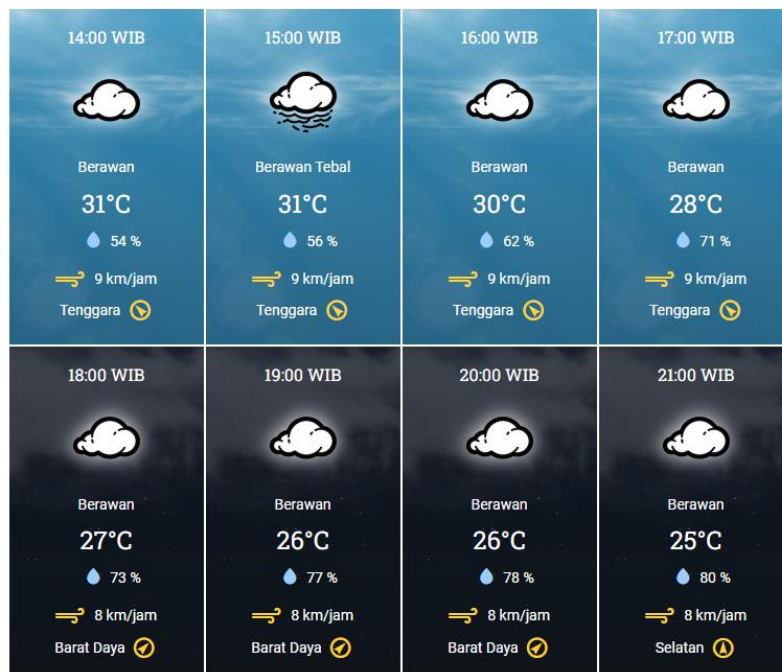 14:00 WIB
Berawan
31°C
54 %
9 km/jam
Tenggara
15:00 WIB
Berawan Tebal
31°C
56 %
9 km/jam
Tenggara
16:00 WIB
Berawan
30°C
62 %
9 km/jam
Tenggara
17:00 WIB
Berawan
28°C
71 %
9 km/jam
Tenggara
18:00 WIB
Berawan
27°C
73 %
8 km/jam
Barat Daya
19:00 WIB
Berawan
26°C
77 %
8 km/jam
Barat Daya
20:00 WIB
Berawan
26°C
78 %
8 km/jam
Barat Daya
21:00 WIB
Berawan
25°C
80 %
8 km/jam
Selatan